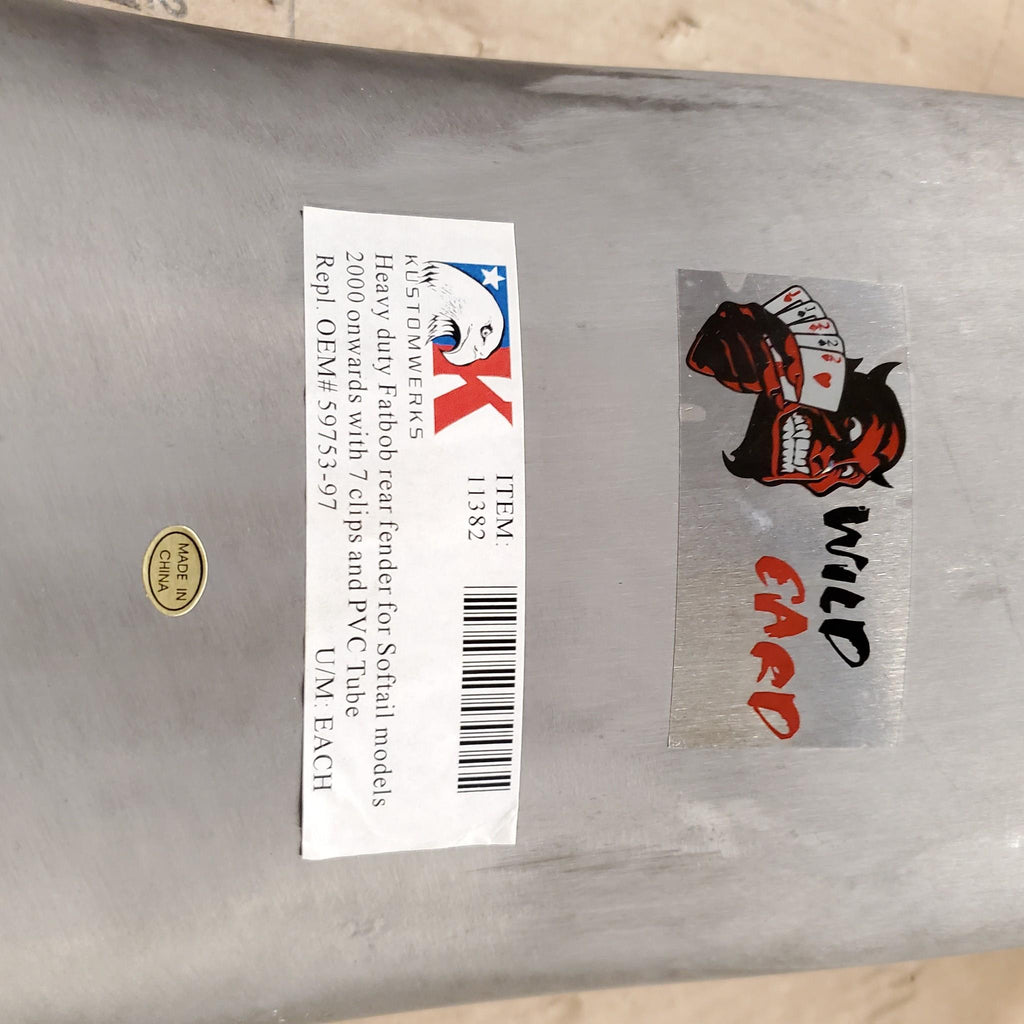 WILD
CARD
KUSTOMWERKS
ITEM:
11382
Heavy duty Fatbob rear fender for Softail models
2000 onwards with 7 clips and PVC Tube
Repl. OEM# 59753-97 U/M: EACH
MADE IN
CHINA